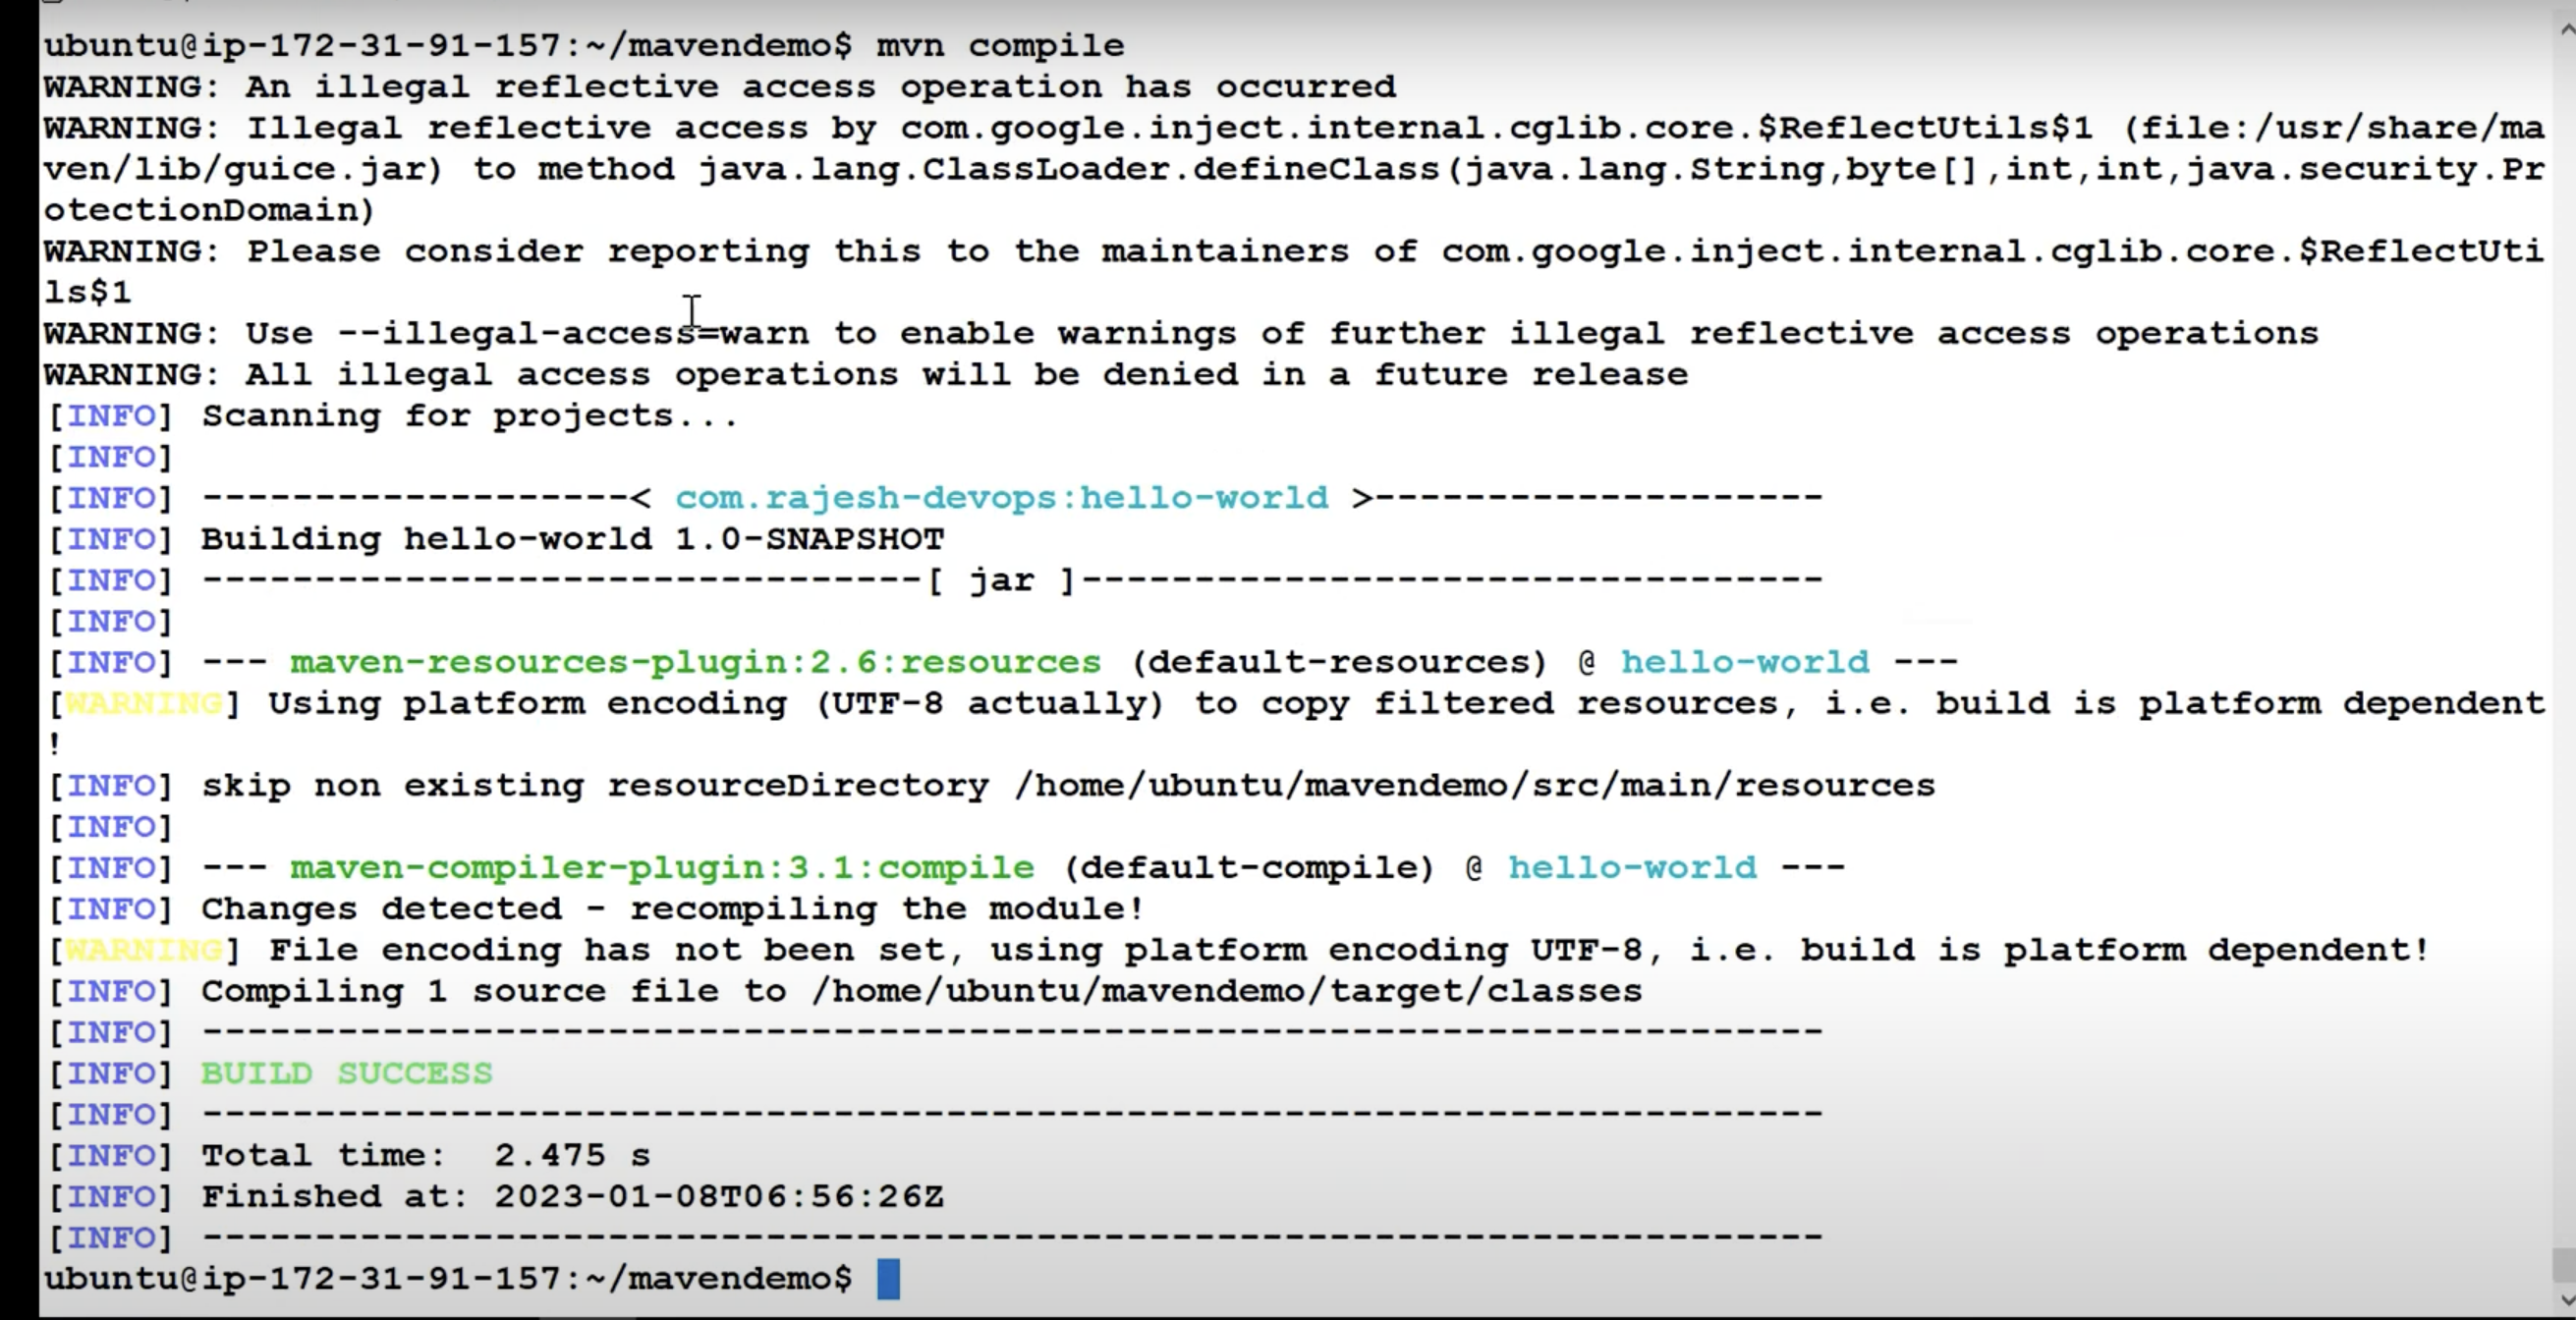 ubuntu@ip-172-31-91-157:~/mavendemo$ mvn compile
WARNING: An illegal reflective access operation has occurred
WARNING: Illegal reflective access by com.google.inject.internal.cglib.core.$ReflectUtils$1 (file:/usr/share/ma
ven/lib/guice.jar) to method java.lang.ClassLoader.defineClass(java.lang.String,byte[],int,int,java.security.Pr
otectionDomain)
WARNING: Please consider reporting this to the maintainers of com.google.inject.internal.cglib.core.$ReflectUti
ls$1
WARNING: Use --illegal-access=warn to enable warnings of further illegal reflective access operations
WARNING: All illegal access operations will be denied in a future release
[INFO] Scanning for projects...
[INFO]
[INFO] -------------------< com.rajesh-devops:hello-world >--------------------
[INFO] Building hello-world 1.0-SNAPSHOT
[INFO] --------------------------------[ jar ]---------------------------------
[INFO]
[INFO] --- maven-resources-plugin:2.6:resources (default-resources) @ hello-world ---
[WARNING] Using platform encoding (UTF-8 actually) to copy filtered resources, i.e. build is platform dependent
!
[INFO] skip non existing resourceDirectory /home/ubuntu/mavendemo/src/main/resources
[INFO]
[INFO] --- maven-compiler-plugin:3.1:compile (default-compile) @ hello-world ---
[INFO] Changes detected - recompiling the module!
[WARNING] File encoding has not been set, using platform encoding UTF-8, i.e. build is platform dependent!
[INFO] Compiling 1 source file to /home/ubuntu/mavendemo/target/classes
[INFO] ------------------------------------------------------------------------
[INFO] BUILD SUCCESS
[INFO] ------------------------------------------------------------------------
[INFO] Total time:  2.475 s
[INFO] Finished at: 2023-01-08T06:56:26Z
[INFO] ------------------------------------------------------------------------
ubuntu@ip-172-31-91-157:~/mavendemo$